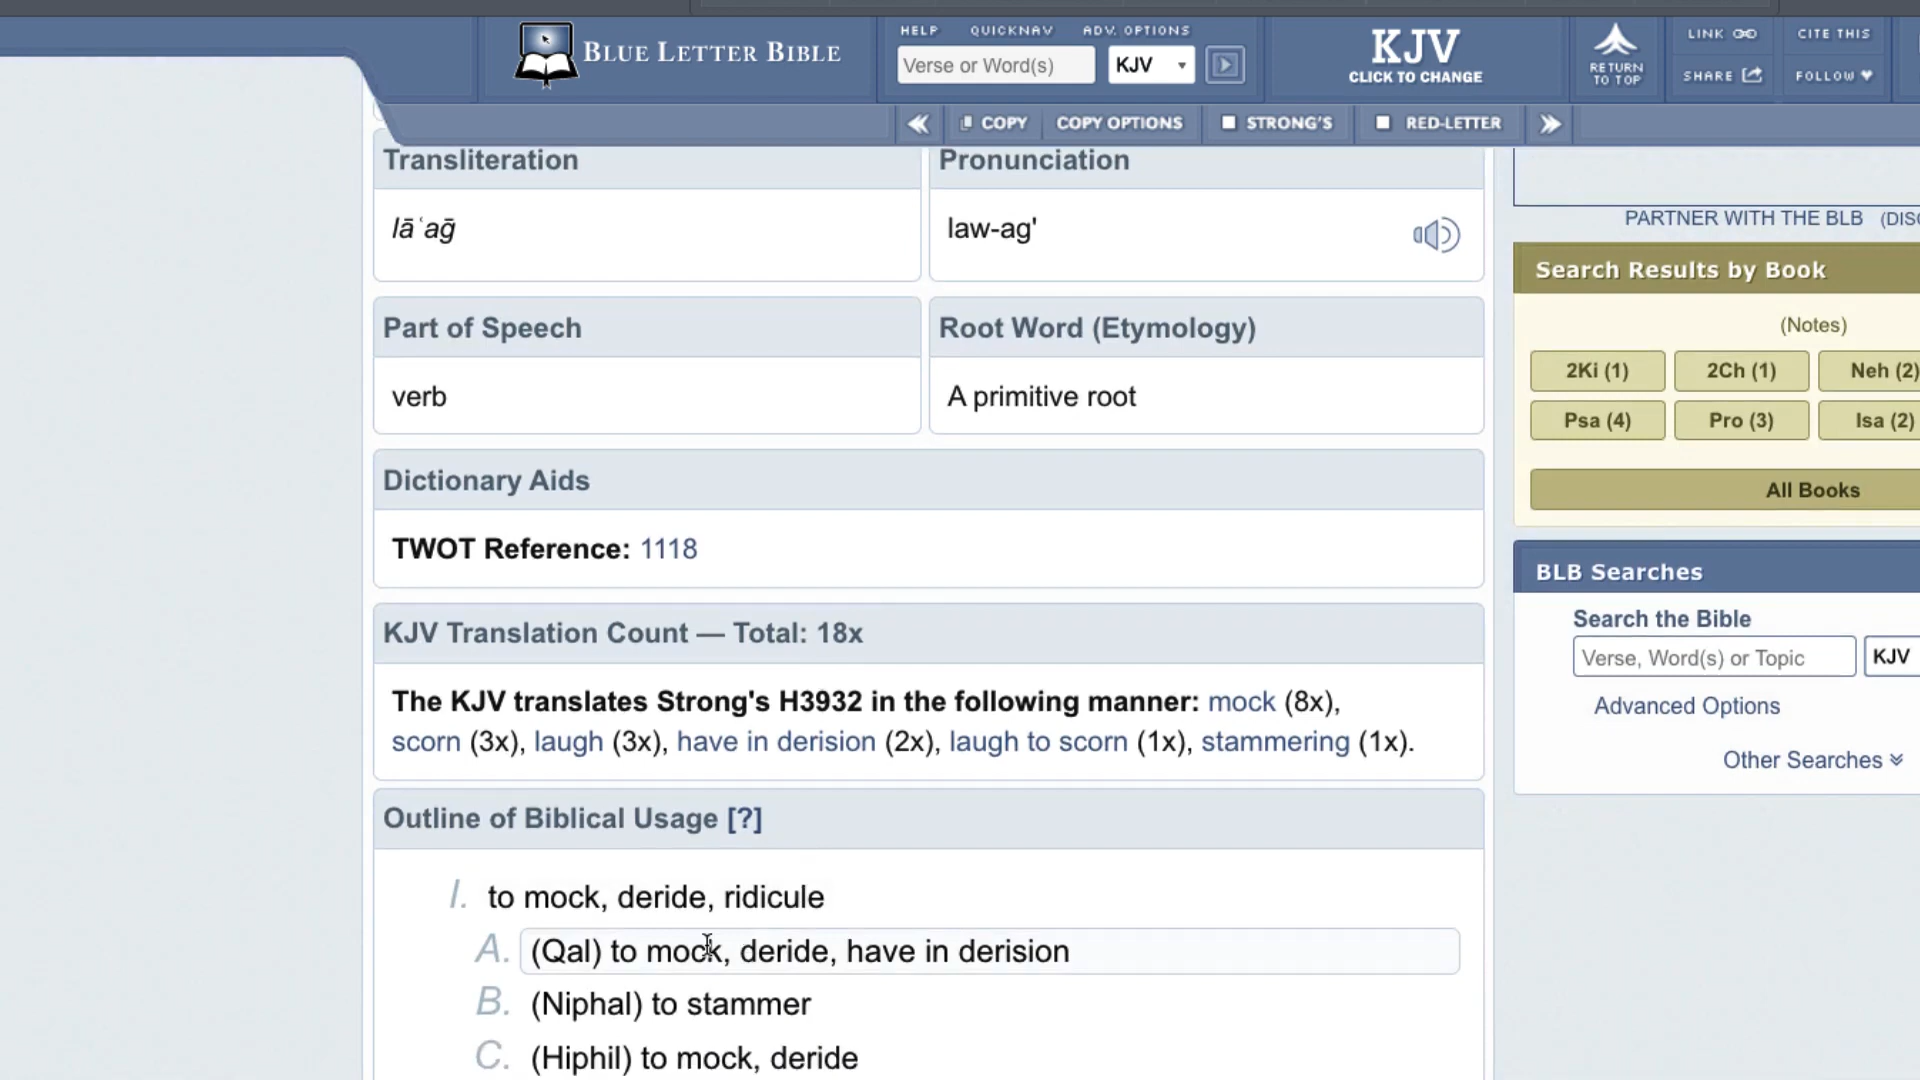 BLUE LETTER BIBLE
HELP QUICKNAV ADV. OPTIONS
Verse or Word(s) KJV
KJV
CLICK TO CHANGE
RETURN
TO TOP
LINK
CITE THIS
SHARE
FOLLOW
COPY COPY OPTIONS STRONG'S RED-LETTER
Transliteration
lāʿaḡ
Pronunciation
law-ag'
Part of Speech
verb
Root Word (Etymology)
A primitive root
Dictionary Aids
TWOT Reference: 1118
KJV Translation Count — Total: 18x
The KJV translates Strong's H3932 in the following manner: mock (8x),
scorn (3x), laugh (3x), have in derision (2x), laugh to scorn (1x), stammering (1x).
Outline of Biblical Usage [?]
I. to mock, deride, ridicule
A. (Qal) to mock, deride, have in derision
B. (Niphal) to stammer
C. (Hiphil) to mock, deride
PARTNER WITH THE BLB (DISC
Search Results by Book
(Notes)
2Ki (1) 2Ch (1) Neh (2)
Psa (4) Pro (3) Isa (2)
All Books
BLB Searches
Search the Bible
Verse, Word(s) or Topic KJV
Advanced Options
Other Searches